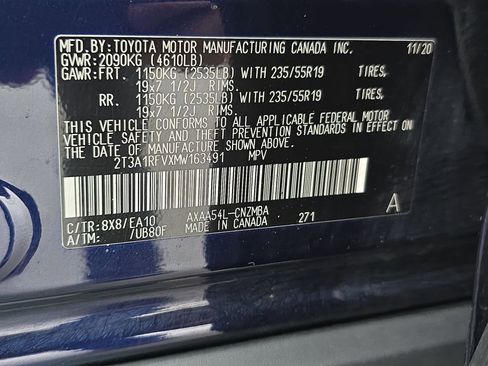 MFD.BY:TOYOTA MOTOR MANUFACTURING CANADA INC. 11/20
GVWR:2090KG (4610LB)
GAWR:FRT. 1150KG (2535LB) WITH 235/55R19 TIRES,
19X7 1/2J RIMS.
RR. 1150KG (2535LB) WITH 235/55R19 TIRES,
19X7 1/2J RIMS.
THIS VEHICLE CONFORMS TO ALL APPLICABLE FEDERAL MOTOR
VEHICLE SAFETY AND THEFT PREVENTION STANDARDS IN EFFECT ON
THE DATE OF MANUFACTURE SHOWN ABOVE.
2T3A1RFVXMW163491 MPV
A
C/TR:8X8/EA10 AXAA54L-CNZMBA 271
A/TM: /UB80F MADE IN CANADA